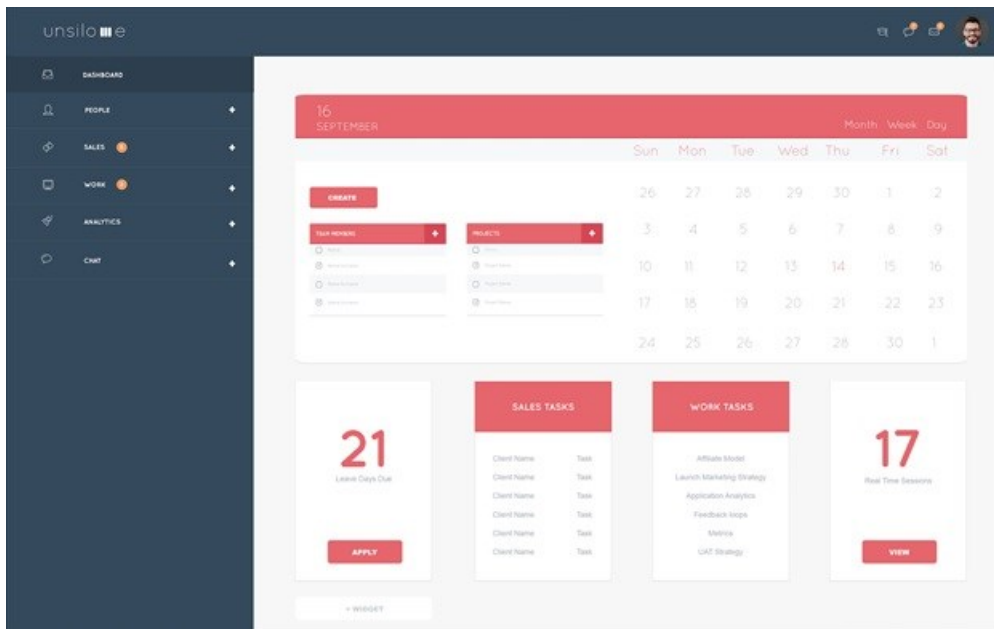 unsilo me
DASHBOARD
PEOPLE
SALES
WORK
ANALYTICS
CHAT
16
SEPTEMBER
Month Week Day
Sun Mon Tue Wed Thu Fri Sat
CREATE
26 27 28 29 30 1 2
TEAM MEMBERS + PROJECTS +
3 4 5 6 7 8 9
10 11 12 13 14 15 16
17 18 19 20 21 22 23
24 25 26 27 28 30 1
21
Leave Days Due
APPLY
SALES TASKS
Client Name Task
Client Name Task
Client Name Task
Client Name Task
Client Name Task
Client Name Task
WORK TASKS
Affiliate Model
Launch Marketing Strategy
Application Analytics
Feedback loops
Metrics
UAT Strategy
17
Real Time Sessions
VIEW
+ WIDGET